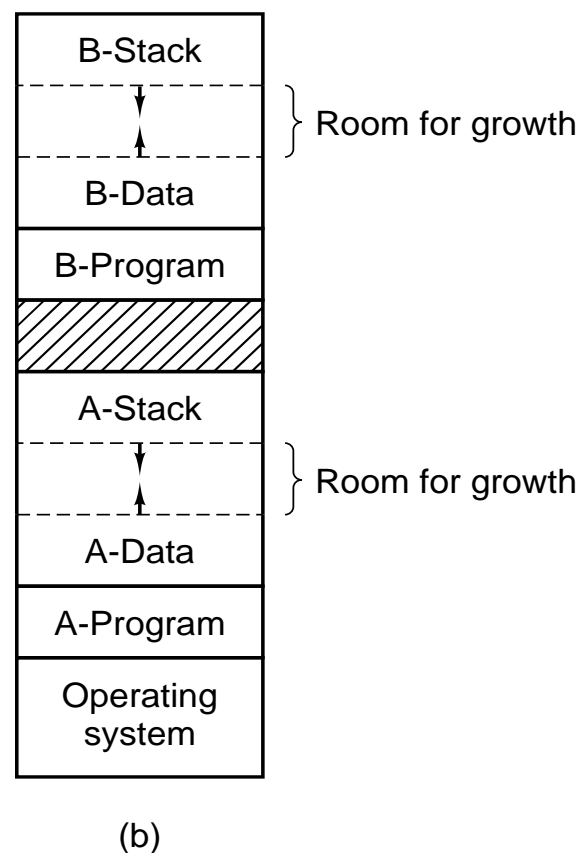 B-Stack
Room for growth
B-Data
B-Program
A-Stack
Room for growth
A-Data
A-Program
Operating
system
(b)